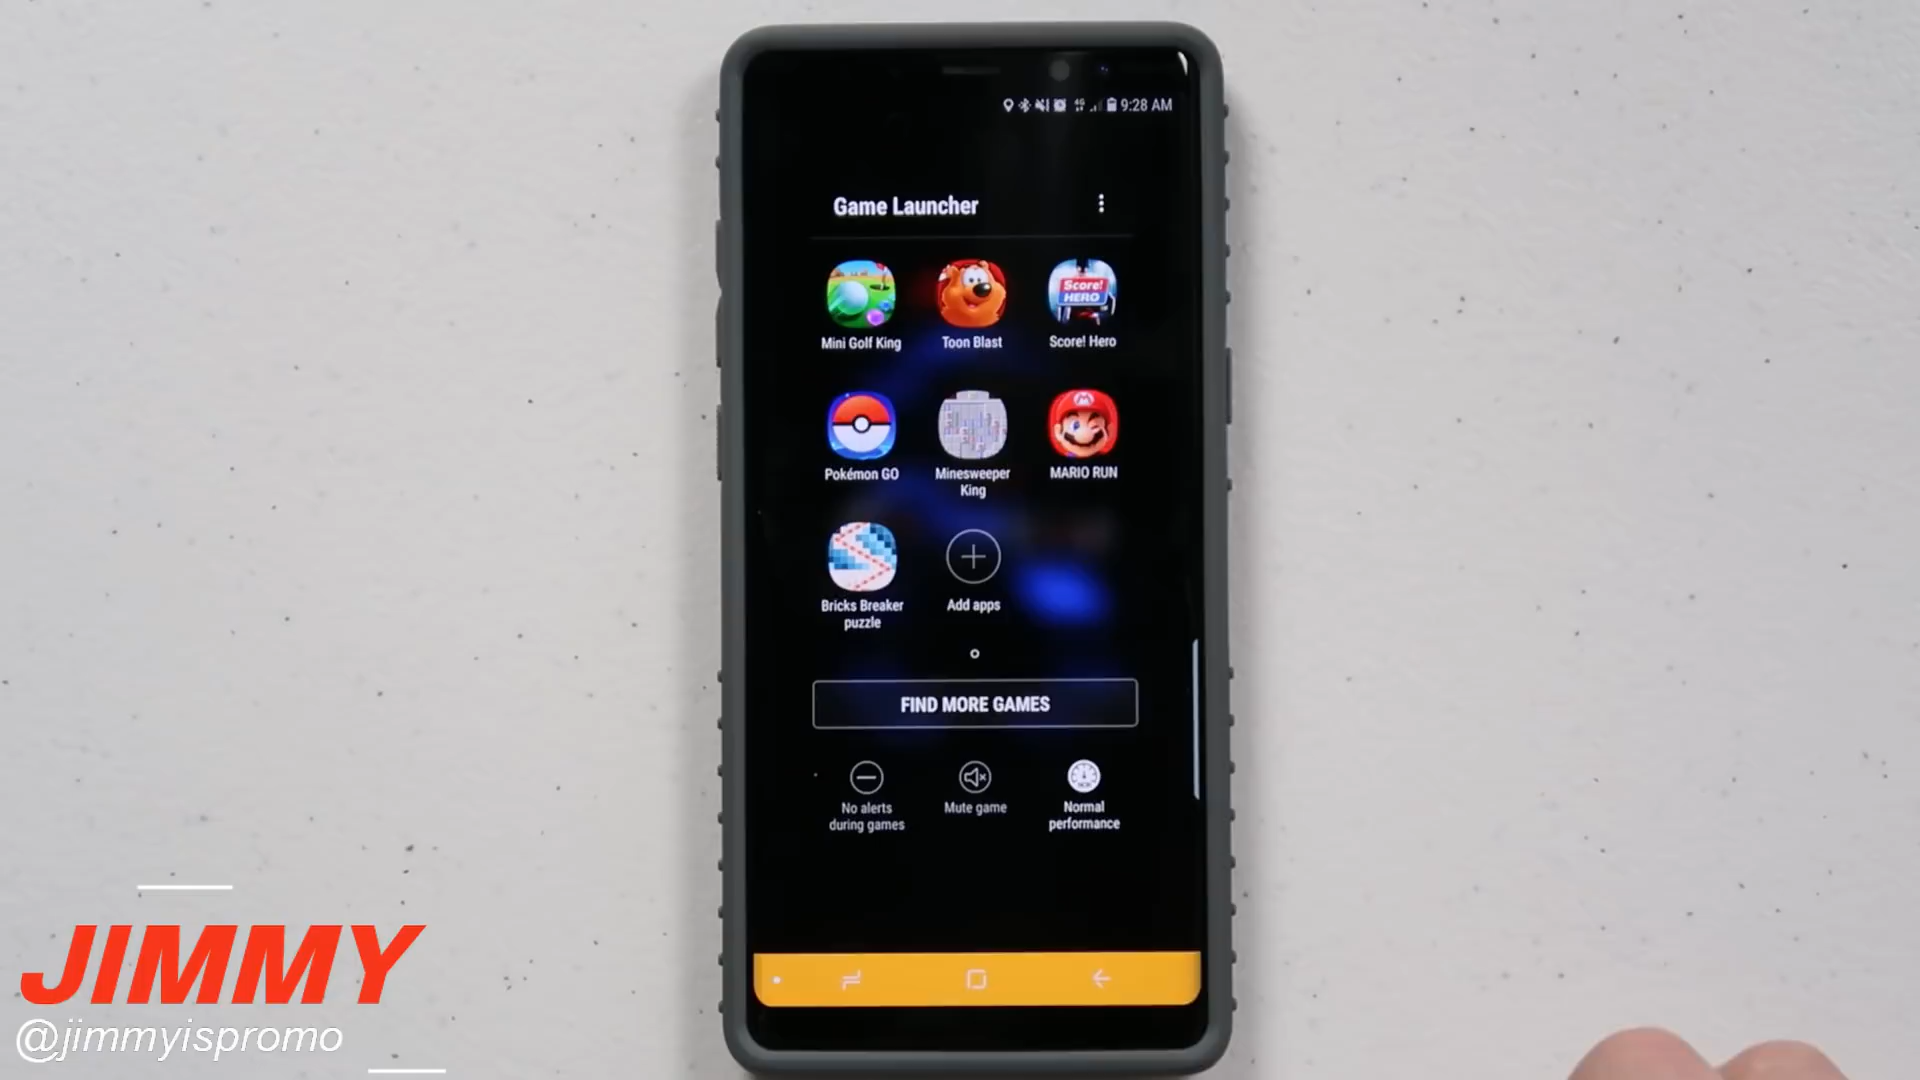 9:28 AM
Game Launcher
Score!
HERO
Mini Golf King
Toon Blast
Score! Hero
M
Pokémon GO
Minesweeper
King
MARIO RUN
Bricks Breaker
puzzle
Add apps
FIND MORE GAMES
No alerts
during games
Mute game
Normal
performance
JIMMY
@jimmyispromo